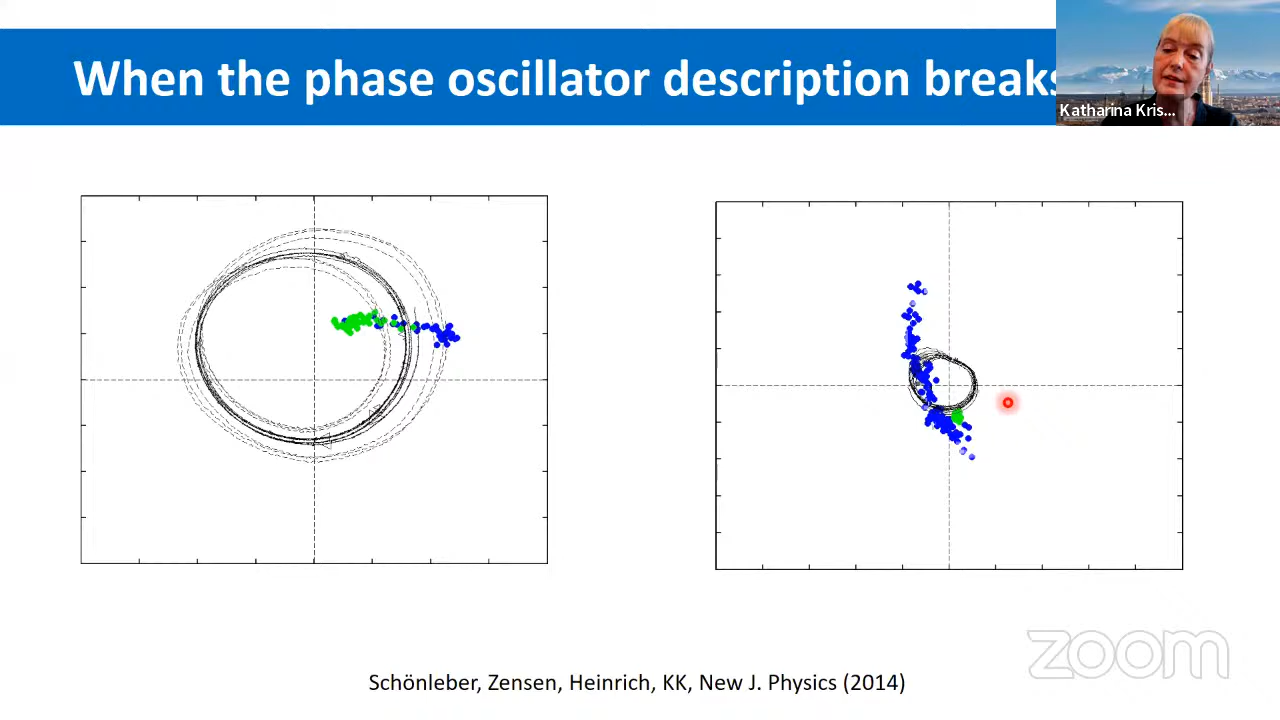 When the phase oscillator description breaks
Katharina Kris...
zoom
Schönleber, Zensen, Heinrich, KK, New J. Physics (2014)